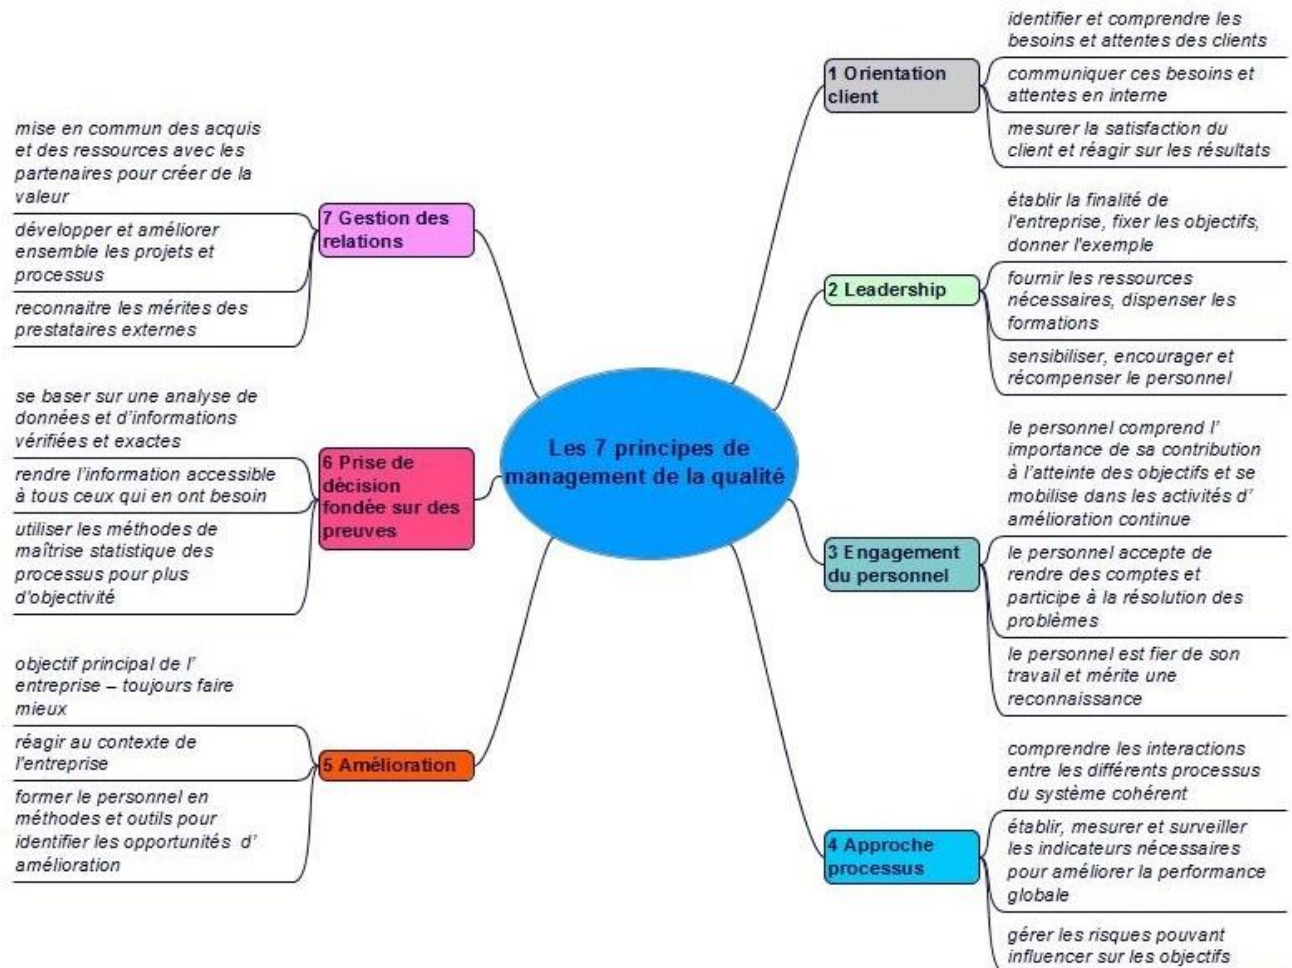 Les 7 principes de
management de la qualité
1 Orientation
client
identifier et comprendre les
besoins et attentes des clients
communiquer ces besoins et
attentes en interne
mesurer la satisfaction du
client et réagir sur les résultats
2 Leadership
établir la finalité de
l'entreprise, fixer les objectifs,
donner l'exemple
fournir les ressources
nécessaires, dispenser les
formations
sensibiliser, encourager et
récompenser le personnel
3 Engagement
du personnel
le personnel comprend l’
importance de sa contribution
à l’atteinte des objectifs et se
mobilise dans les activités d’
amélioration continue
le personnel accepte de
rendre des comptes et
participe à la résolution des
problèmes
le personnel est fier de son
travail et mérite une
reconnaissance
4 Approche
processus
comprendre les interactions
entre les différents processus
du système cohérent
établir, mesurer et surveiller
les indicateurs nécessaires
pour améliorer la performance
globale
gérer les risques pouvant
influencer sur les objectifs
5 Amélioration
objectif principal de l’
entreprise – toujours faire
mieux
réagir au contexte de
l'entreprise
former le personnel en
méthodes et outils pour
identifier les opportunités d’
amélioration
6 Prise de
décision
fondée sur des
preuves
se baser sur une analyse de
données et d’informations
vérifiées et exactes
rendre l’information accessible
à tous ceux qui en ont besoin
utiliser les méthodes de
maîtrise statistique des
processus pour plus
d'objectivité
7 Gestion des
relations
mise en commun des acquis
et des ressources avec les
partenaires pour créer de la
valeur
développer et améliorer
ensemble les projets et
processus
reconnaitre les mérites des
prestataires externes